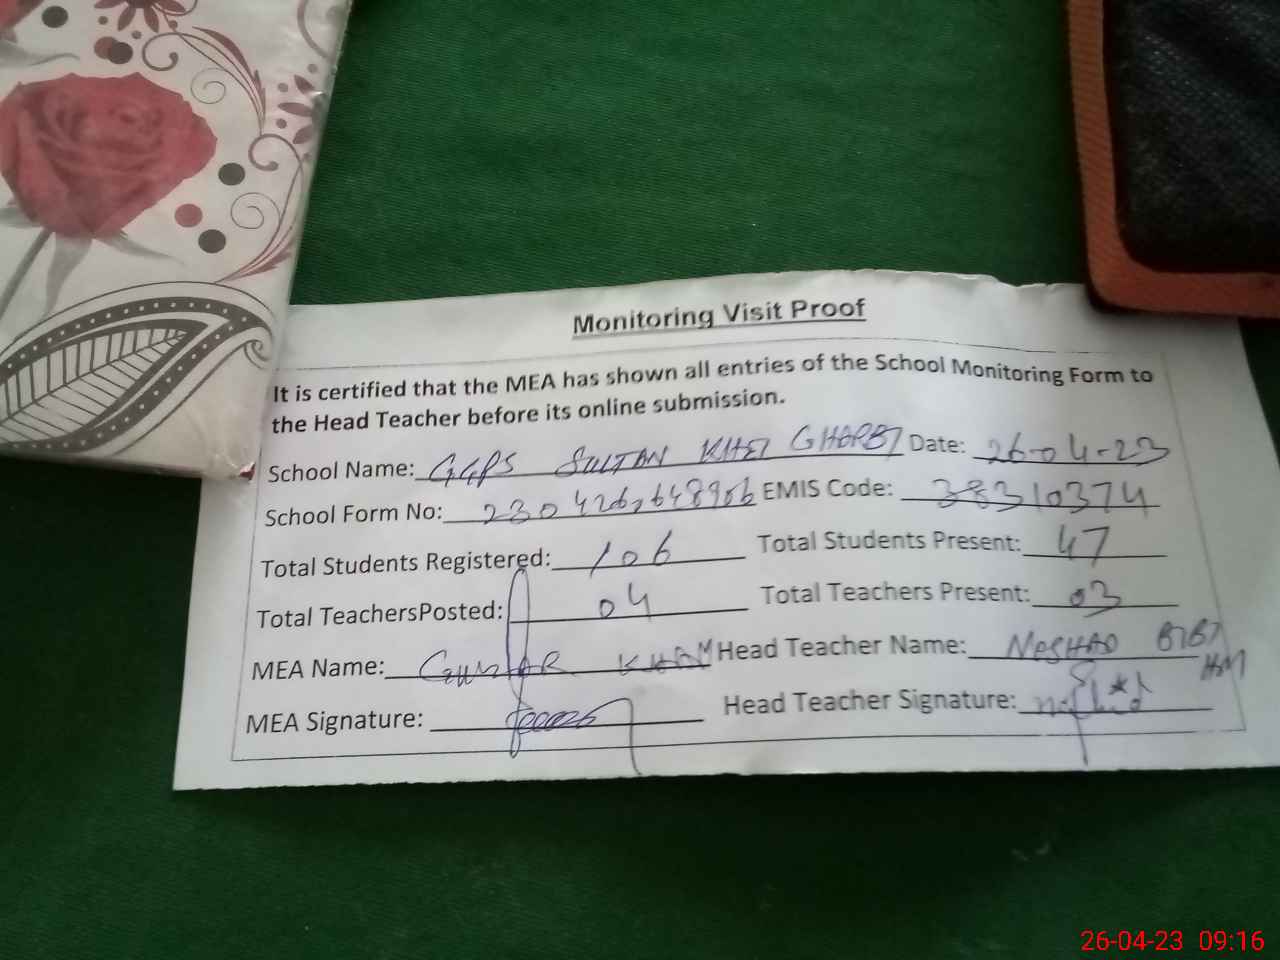 Monitoring Visit Proof
It is certified that the MEA has shown all entries of the School Monitoring Form to
the Head Teacher before its online submission.
School Name: GGPS SULTAN KHEL GHARBI Date: 26-04-23
School Form No: EMIS Code: 38310374
Total Students Registered: 106 Total Students Present: 47
Total TeachersPosted: 04 Total Teachers Present: 03
MEA Name: KHAN Head Teacher Name: NOSHAD BIBI
MEA Signature: Head Teacher Signature:
26-04-23 09:16